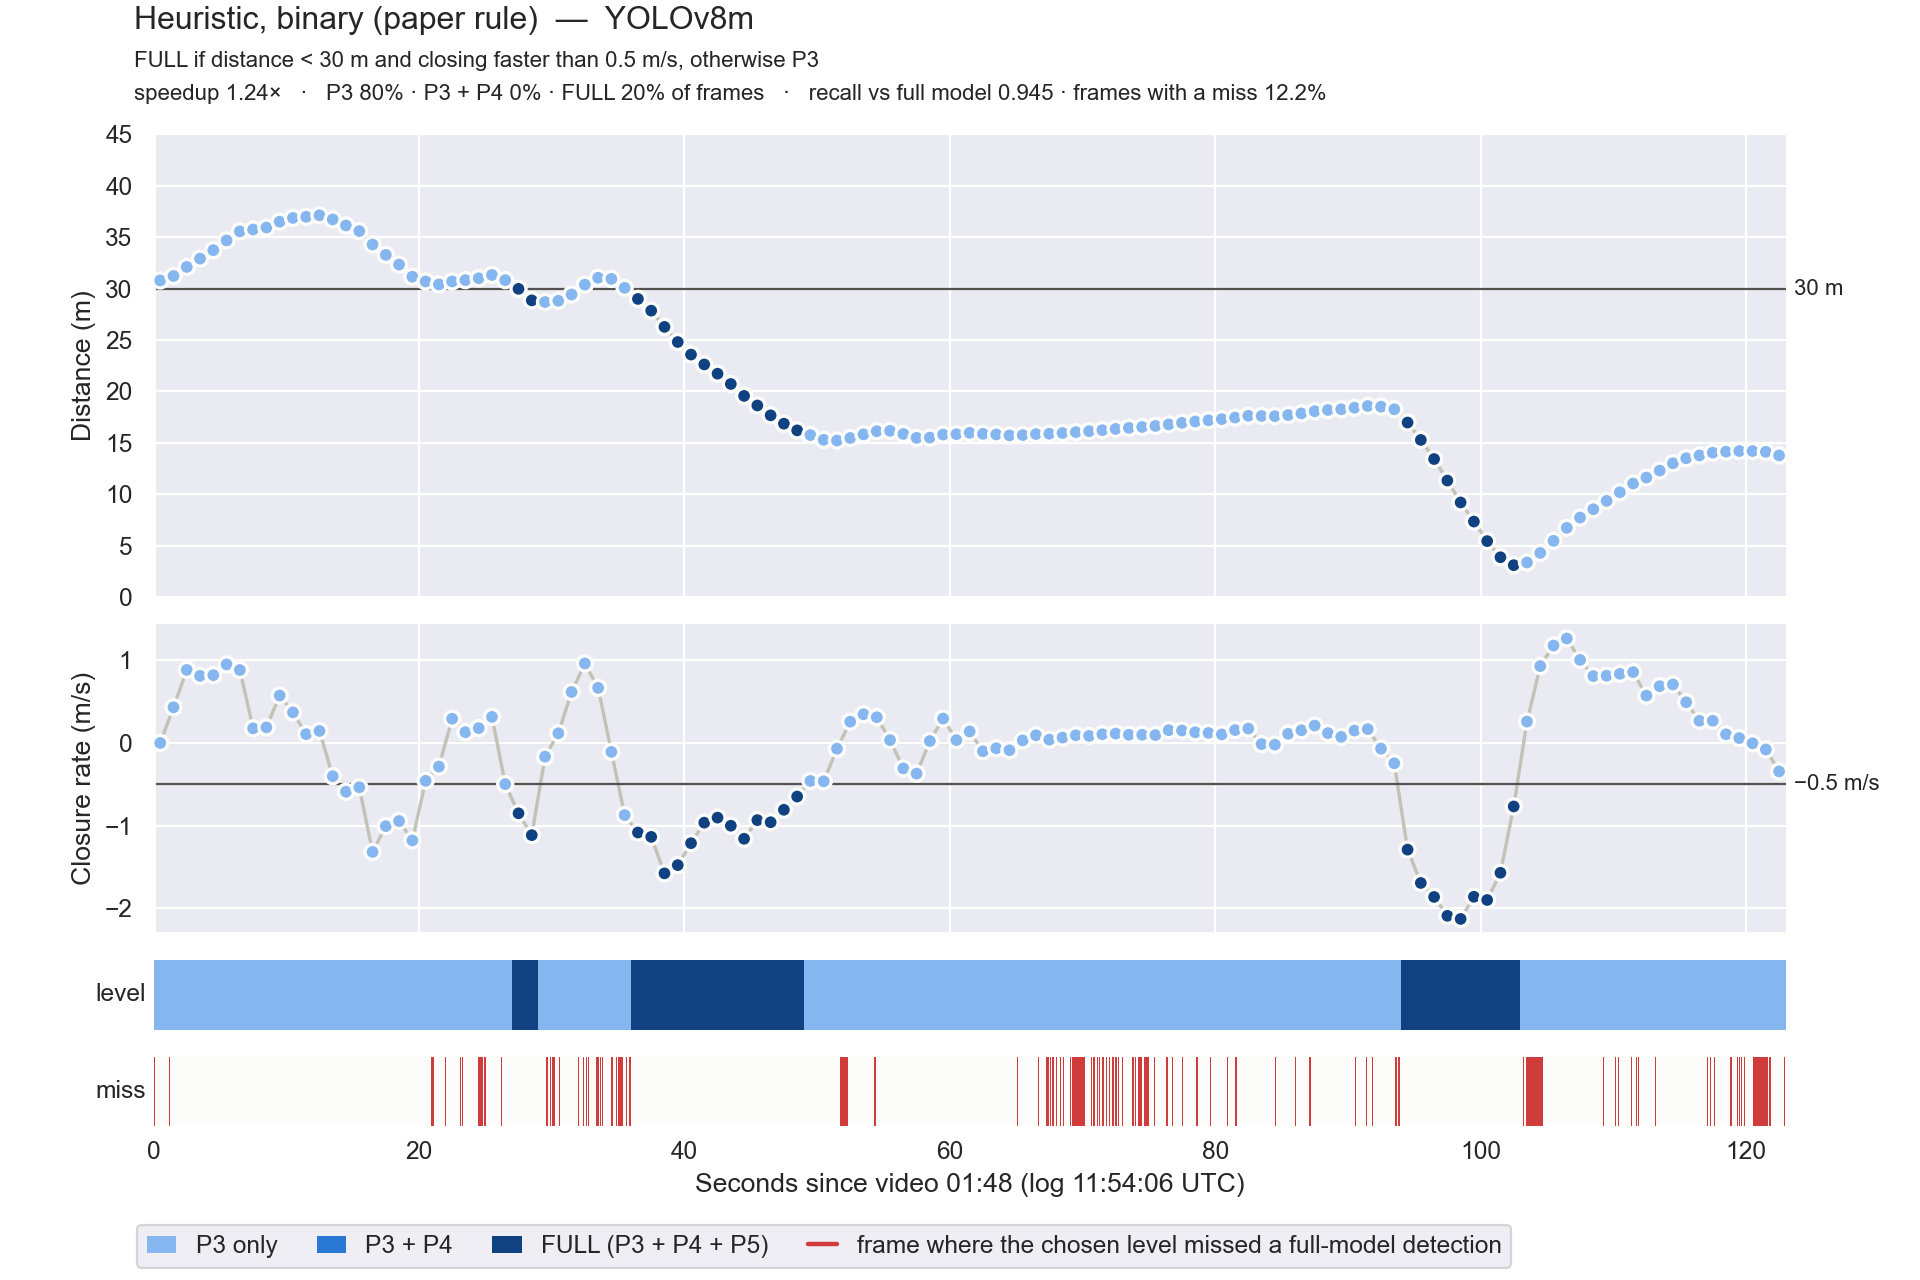 Heuristic, binary (paper rule) — YOLOv8m
FULL if distance < 30 m and closing faster than 0.5 m/s, otherwise P3
speedup 1.24× · P3 80% · P3 + P4 0% · FULL 20% of frames · recall vs full model 0.945 · frames with a miss 12.2%
45
40
35
30
25
20
15
10
5
0
Distance (m)
30 m
1
0
−1
−2
Closure rate (m/s)
−0.5 m/s
level
miss
0 20 40 60 80 100 120
Seconds since video 01:48 (log 11:54:06 UTC)
P3 only P3 + P4 FULL (P3 + P4 + P5) frame where the chosen level missed a full-model detection